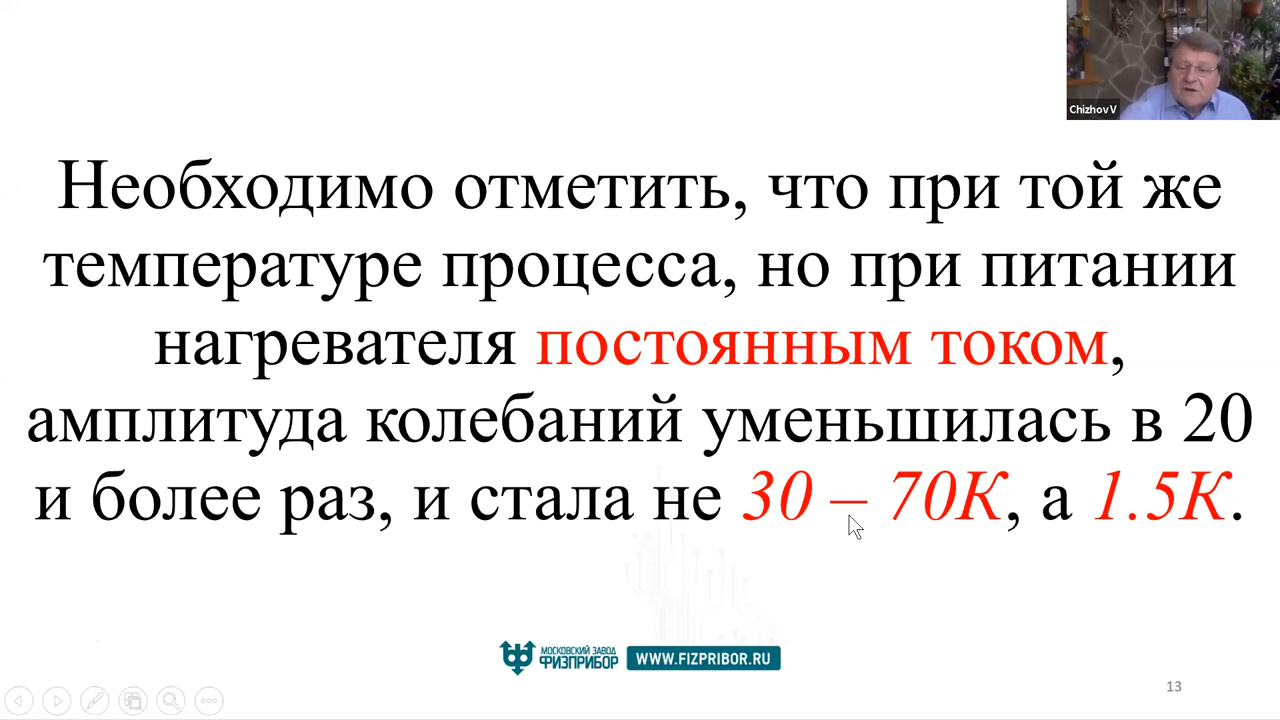 Chizhov V
Необходимо отметить, что при той же
температуре процесса, но при питании
нагревателя постоянным током,
амплитуда колебаний уменьшилась в 20
и более раз, и стала не 30 – 70К, а 1.5К.
МОСКОВСКИЙ ЗАВОД
ФИЗПРИБОР
WWW.FIZPRIBOR.RU
13